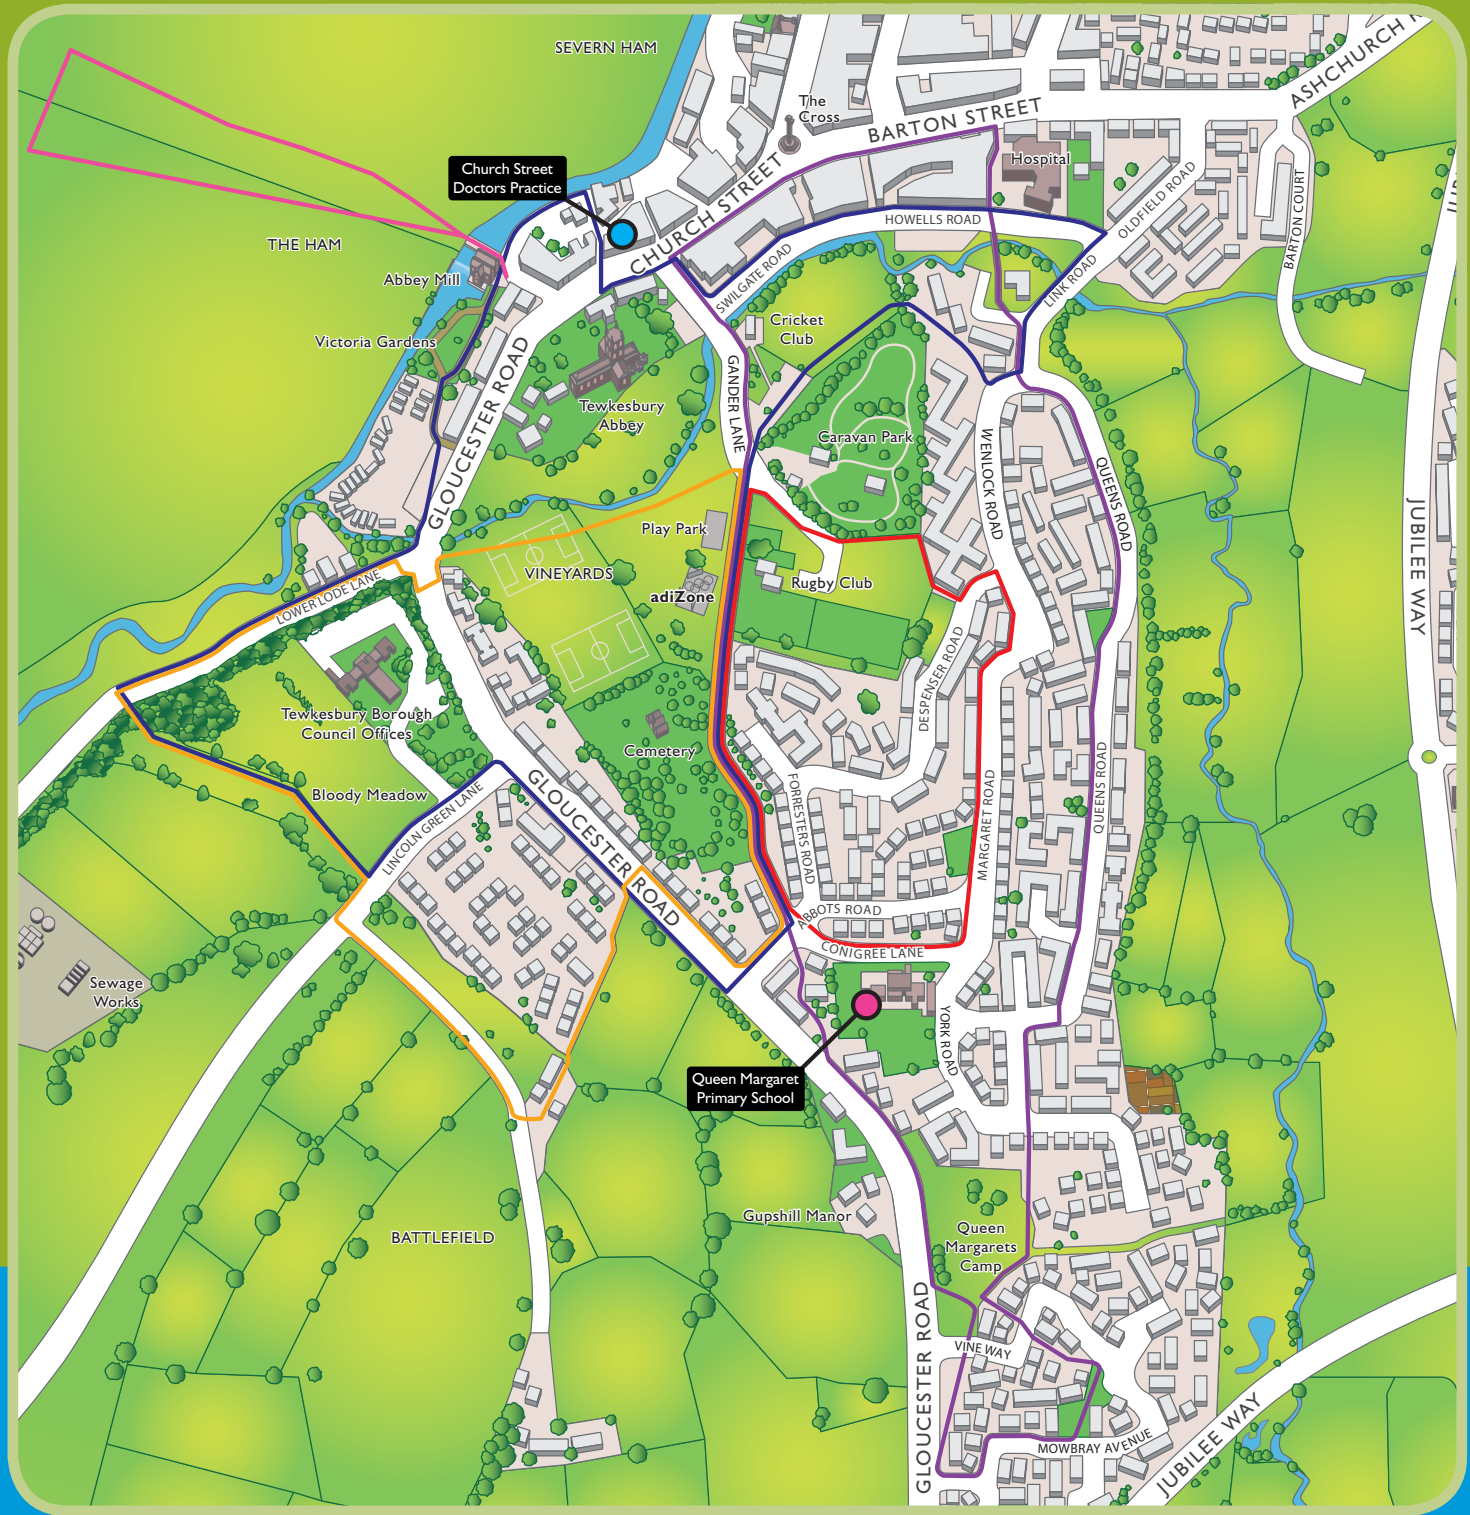 SEVERN HAM
ASHCHURCH
The
Cross
BARTON STREET
Church Street
Doctors Practice
Hospital
CHURCH STREET
HOWELLS ROAD
OLDFIELD ROAD
BARTON COURT
THE HAM
Abbey Mill
SWILGATE ROAD
LINK ROAD
Victoria Gardens
Cricket
Club
GLOUCESTER ROAD
GANDER LANE
Tewkesbury
Abbey
Caravan Park
WENLOCK ROAD
QUEENS ROAD
JUBILEE WAY
Play Park
VINEYARDS
adiZone
Rugby Club
LOWER LODE LANE
DESPENSER ROAD
Tewkesbury Borough
Council Offices
Cemetery
Bloody Meadow
LINCOLN GREEN LANE
GLOUCESTER ROAD
FORRESTERS ROAD
MARGARET ROAD
QUEENS ROAD
ABBOTS ROAD
CONIGREE LANE
Sewage
Works
YORK ROAD
Queen Margaret
Primary School
BATTLEFIELD
Gupshill Manor
Queen
Margarets
Camp
GLOUCESTER ROAD
VINE WAY
MOWBRAY AVENUE
JUBILEE WAY